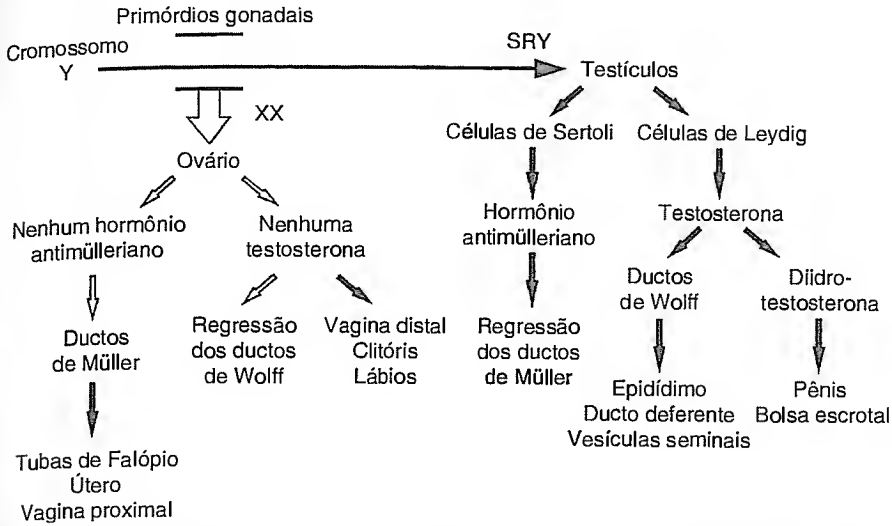 Primórdios gonadais
Cromossomo
Y
SRY
Testículos
XX
Ovário
Células de Sertoli
Células de Leydig
Nenhum hormônio
antimülleriano
Nenhuma
testosterona
Hormônio
antimülleriano
Testosterona
Ductos
de Müller
Regressão
dos ductos
de Wolff
Vagina distal
Clitóris
Lábios
Regressão
dos ductos
de Müller
Ductos
de Wolff
Diidro-
testosterona
Epidídimo
Ducto deferente
Vesículas seminais
Pênis
Bolsa escrotal
Tubas de Falópio
Útero
Vagina proximal